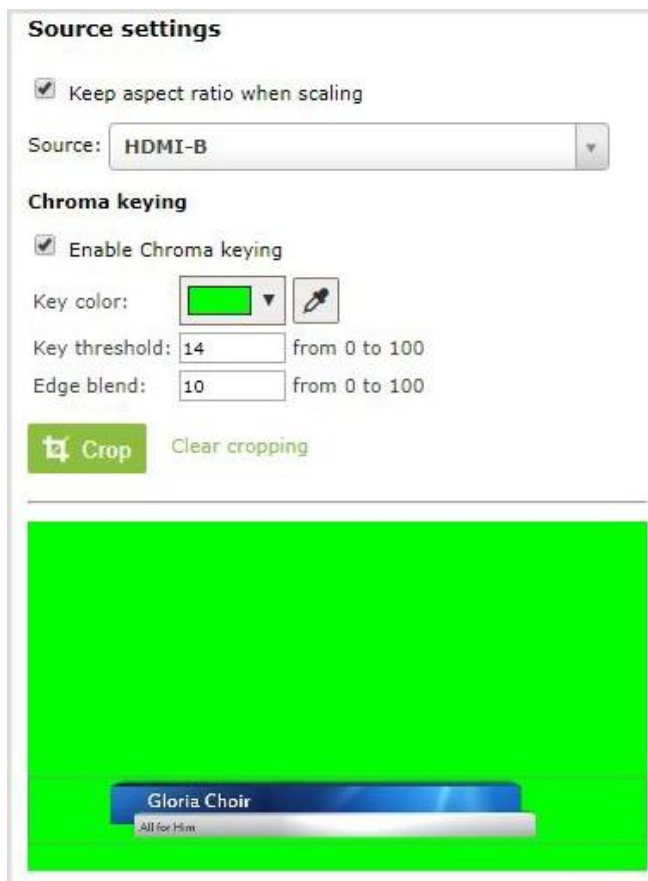 Source settings
Keep aspect ratio when scaling
Source: HDMI-B
Chroma keying
Enable Chroma keying
Key color:
Key threshold: 14 from 0 to 100
Edge blend: 10 from 0 to 100
Crop Clear cropping
Gloria Choir
All for Him